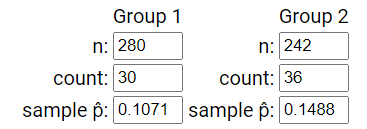 Group 1 Group 2
n: 280 n: 242
count: 30 count: 36
sample p̂: 0.1071 sample p̂: 0.1488